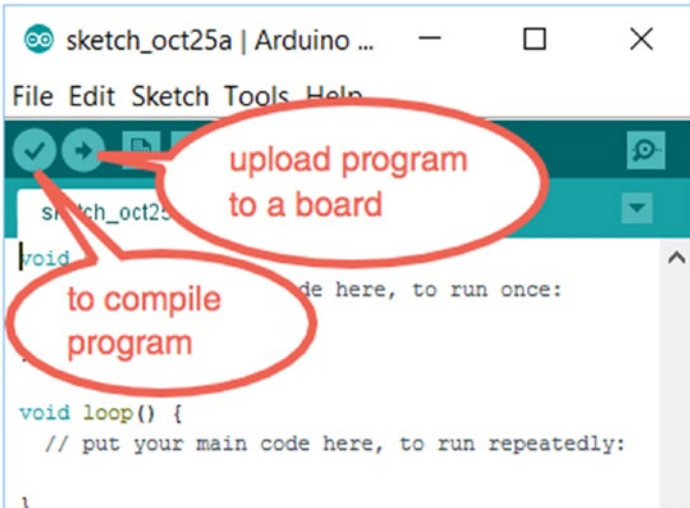 sketch_oct25a | Arduino ...
File Edit Sketch Tools Help
upload program
to a board
sketch_oct25
void
to compile
program
de here, to run once:
void loop() {
// put your main code here, to run repeatedly:
}